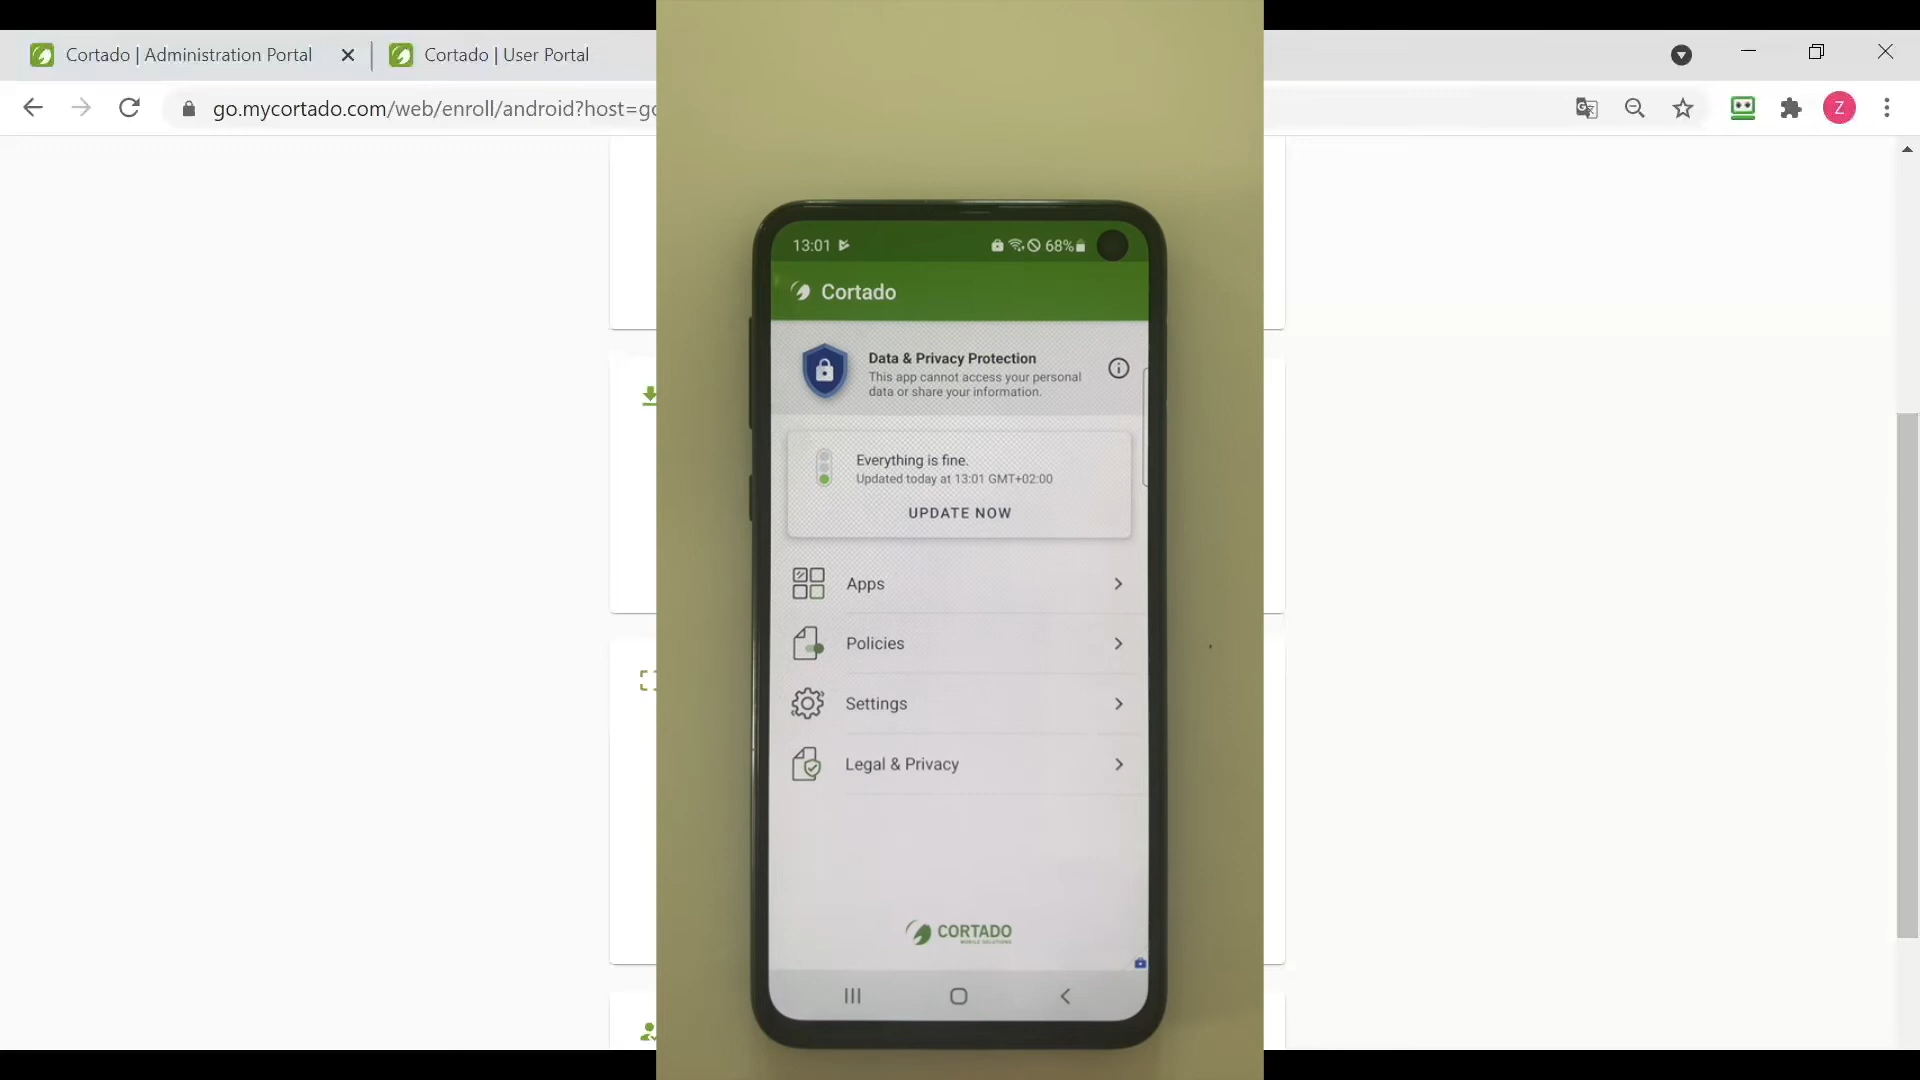 Cortado | Administration Portal
Cortado | User Portal
go.mycortado.com/web/enroll/android?host=go
Z
13:01
68%
Cortado
Data & Privacy Protection
This app cannot access your personal
data or share your information.
Everything is fine.
Updated today at 13:01 GMT+02:00
UPDATE NOW
Apps
Policies
Settings
Legal & Privacy
CORTADO
MOBILE SOLUTIONS